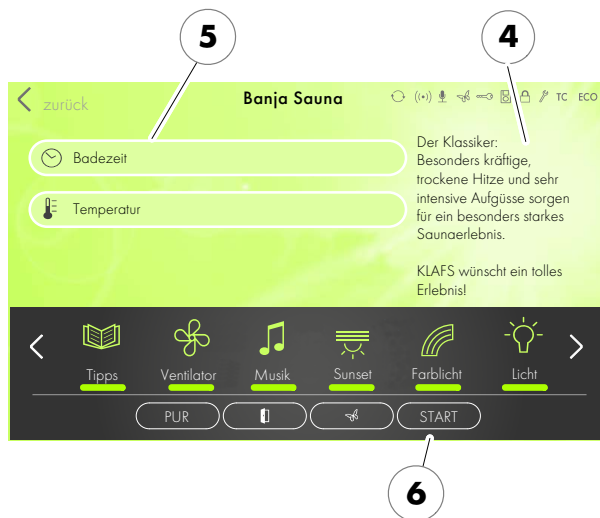 5
4
zurück
Banja Sauna
TC ECO
Badezeit
Temperatur
Der Klassiker:
Besonders kräftige,
trockene Hitze und sehr
intensive Aufgüsse sorgen
für ein besonders starkes
Saunaerlebnis.
KLAFS wünscht ein tolles
Erlebnis!
Tipps
Ventilator
Musik
Sunset
Farblicht
Licht
PUR
START
6